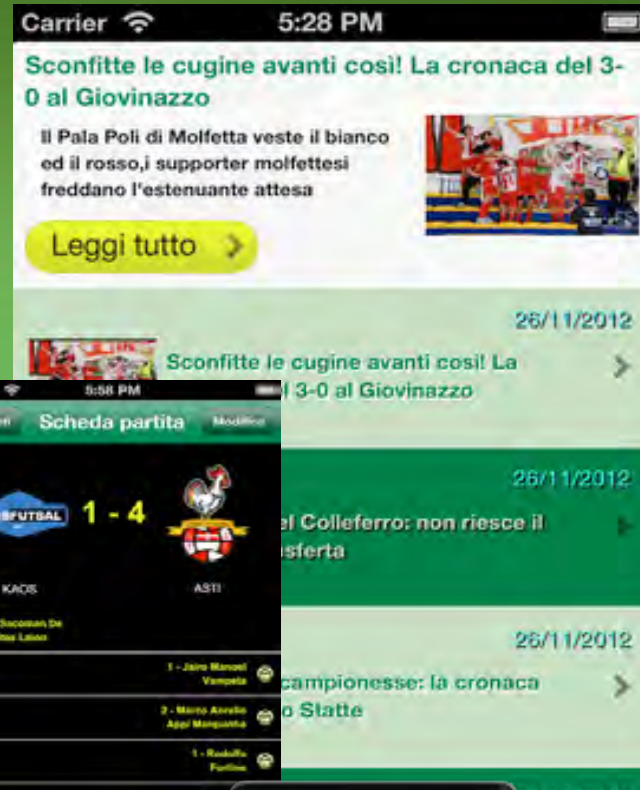 Carrier 5:28 PM
Sconfitte le cugine avanti così! La cronaca del 3-
0 al Giovinazzo
Il Pala Poli di Molfetta veste il bianco
ed il rosso,i supporter molfettesi
freddano l'estenuante attesa
Leggi tutto
26/11/2012
Sconfitte le cugine avanti così! La
3-0 al Giovinazzo
5:58 PM
Scheda partita Modifica
FUTSAL 1 - 4
KAOS ASTI
26/11/2012
el Colleferro: non riesce il
sferta
1 - Jairo Manoel
Vampeta
2 - Marco Aurelio
1 - Rodolfo
Fortino
26/11/2012
campionesse: la cronaca
o Statte